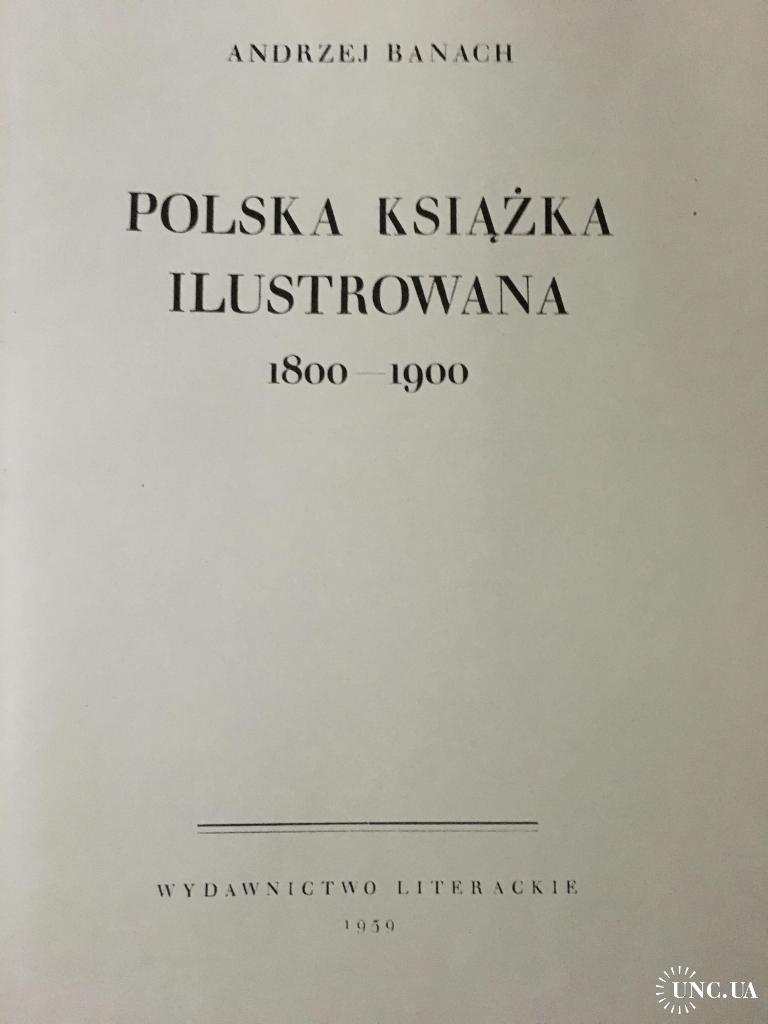 ANDRZEJ BANACH
POLSKA KSIĄŻKA
ILUSTROWANA
1800—1900
WYDAWNICTWO LITERACKIE
1959
UNC.UA